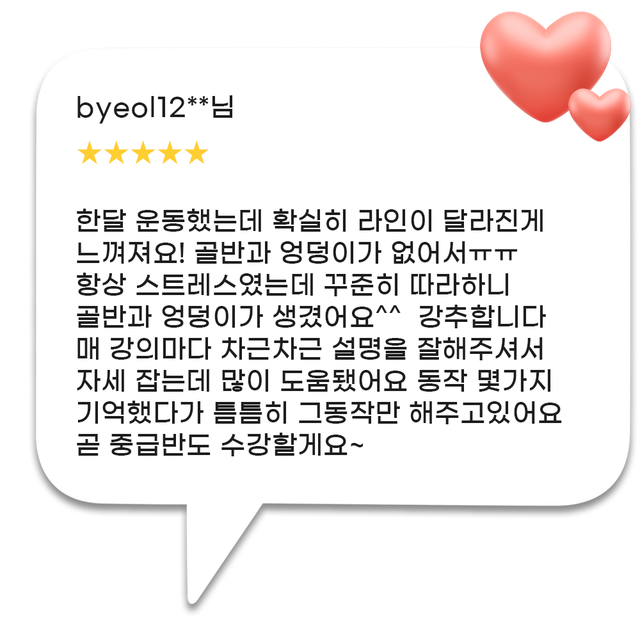 byeol12**님
★★★★★
한달 운동했는데 확실히 라인이 달라진게
느껴져요! 골반과 엉덩이가 없어서ㅠㅠ
항상 스트레스였는데 꾸준히 따라하니
골반과 엉덩이가 생겼어요^^ 강추합니다
매 강의마다 차근차근 설명을 잘해주셔서
자세 잡는데 많이 도움됐어요 동작 몇가지
기억했다가 틈틈히 그동작만 해주고있어요
곧 중급반도 수강할게요~